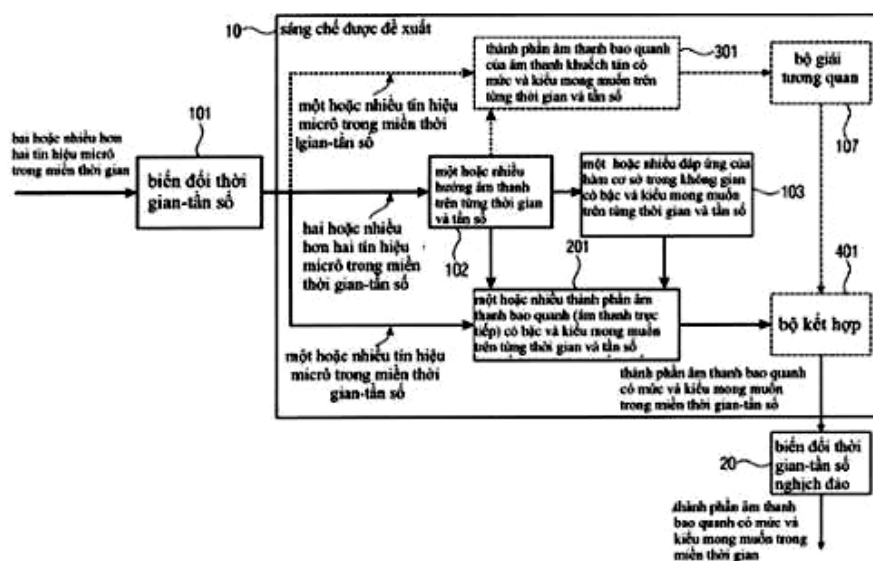 10
sáng chế được đề xuất
thành phần âm thanh bao quanh
của âm thanh khuếch tán có
mức và kiểu mong muốn trên
từng thời gian và tần số
301
bộ giải
tương quan
107
một hoặc nhiều tín hiệu
micrô trong miền thời
gian-tần số
101
hai hoặc nhiều hơn
hai tín hiệu micrô
trong miền thời gian
biến đổi thời
gian-tần số
một hoặc nhiều
hướng âm thanh
trên từng thời gian
và tần số
102
một hoặc nhiều đáp ứng của
hàm cơ sở trong không gian
có bậc và kiểu mong muốn
trên từng thời gian và tần số
103
hai hoặc nhiều
hơn hai tín hiệu
micrô trong miền
thời gian-tần số
201
một hoặc nhiều thành phần âm
thanh bao quanh (âm thanh trực
tiếp) có bậc và kiểu mong muốn
trên từng thời gian và tần số
401
bộ kết hợp
một hoặc nhiều tín hiệu
micrô trong miền thời
gian-tần số
thành phần âm thanh bao quanh
có mức và kiểu mong muốn
trong miền thời gian-tần số
20
biến đổi thời
gian-tần số
nghịch đảo
thành phần âm thanh
bao quanh có mức và
kiểu mong muốn trong
miền thời gian